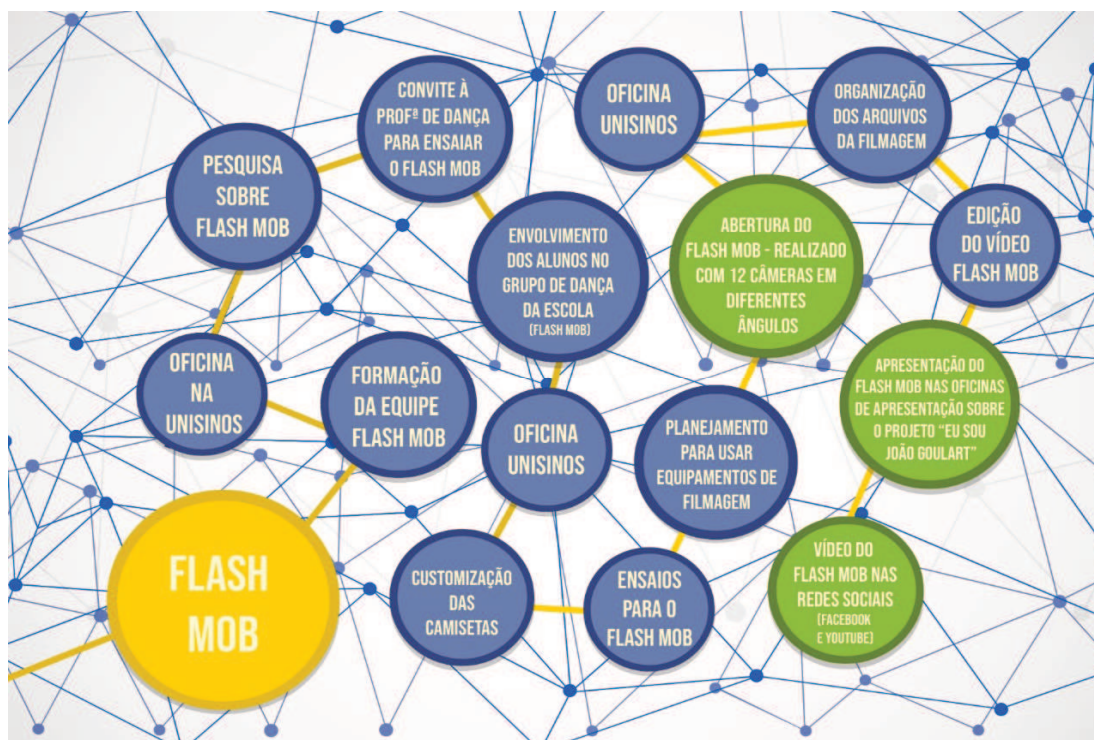 FLASH
MOB
FORMAÇÃO
DA EQUIPE
FLASH MOB
OFICINA
NA
UNISINOS
PESQUISA
SOBRE
FLASH MOB
CONVITE À
PROFª DE DANÇA
PARA ENSAIAR
O FLASH MOB
ENVOLVIMENTO
DOS ALUNOS NO
GRUPO DE DANÇA
DA ESCOLA
(FLASH MOB)
OFICINA
UNISINOS
CUSTOMIZAÇÃO
DAS
CAMISETAS
ENSAIOS
PARA O
FLASH MOB
PLANEJAMENTO
PARA USAR
EQUIPAMENTOS DE
FILMAGEM
ABERTURA DO
FLASH MOB - REALIZADO
COM 12 CÂMERAS EM
DIFERENTES
ÂNGULOS
OFICINA
UNISINOS
ORGANIZAÇÃO
DOS ARQUIVOS
DA FILMAGEM
EDIÇÃO
DO VÍDEO
FLASH MOB
APRESENTAÇÃO DO
FLASH MOB NAS OFICINAS
DE APRESENTAÇÃO SOBRE
O PROJETO "EU SOU
JOÃO GOULART"
VÍDEO DO
FLASH MOB NAS
REDES SOCIAIS
(FACEBOOK
E YOUTUBE)